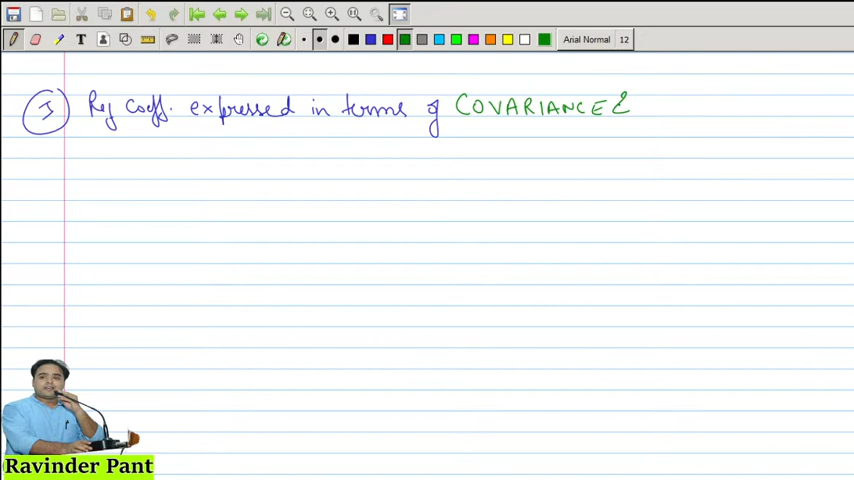 Arial Normal 12
I Reg Coeff. expressed in terms of COVARIANCE &
Ravinder Pant